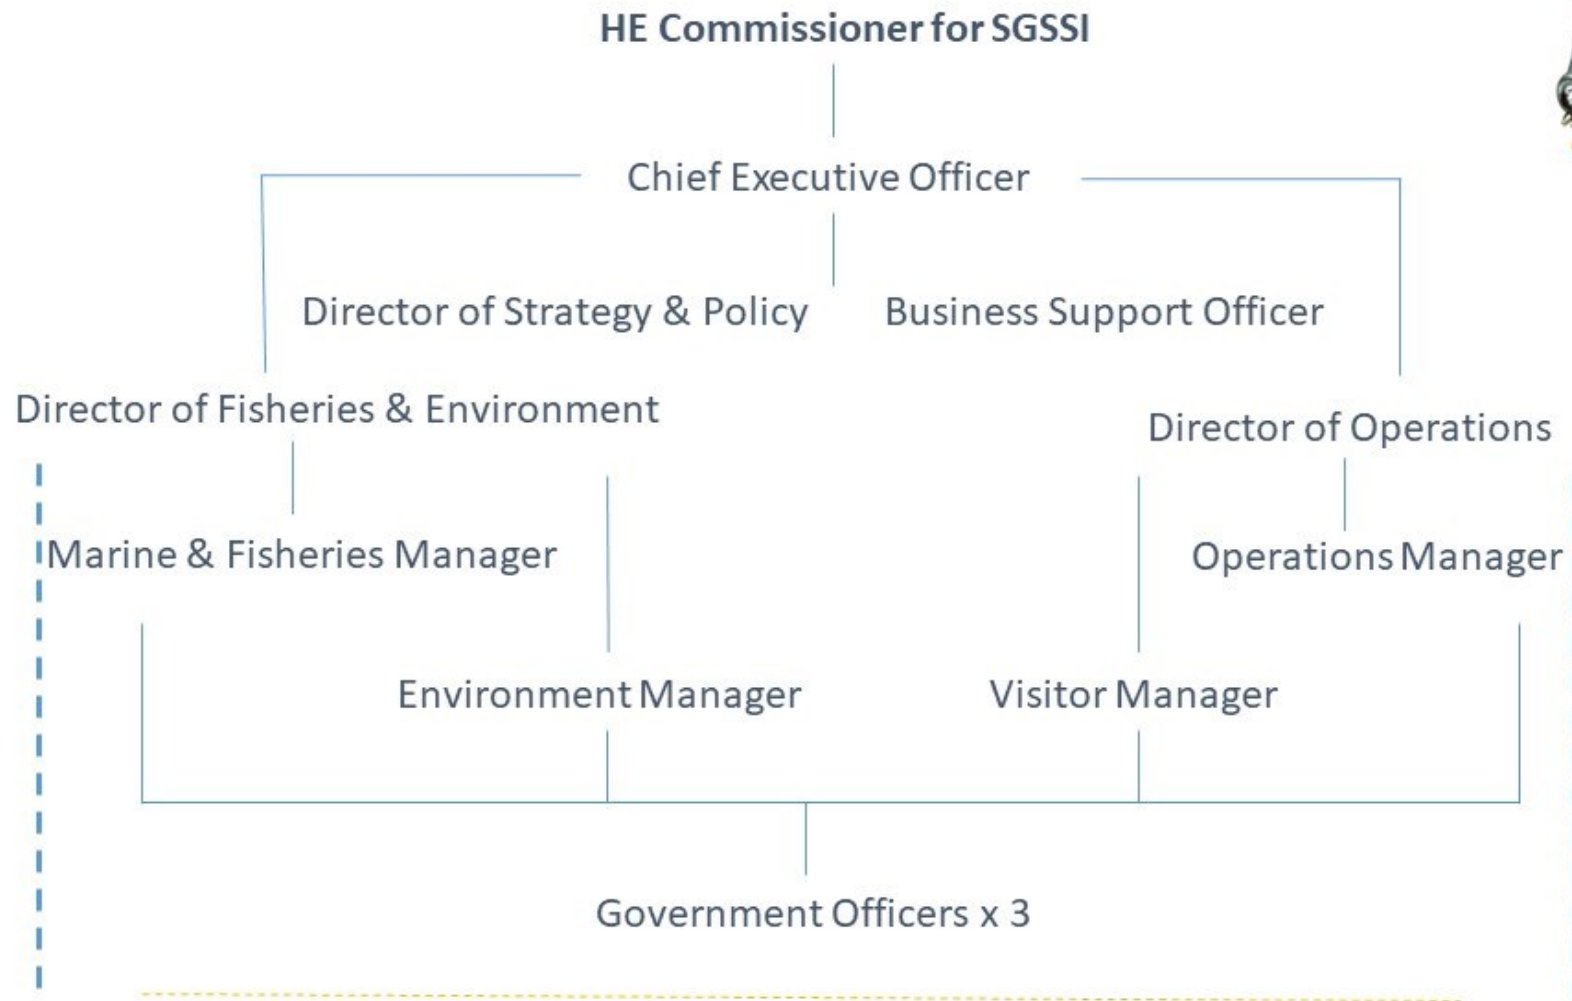 HE Commissioner for SGSSI
Chief Executive Officer
Director of Strategy & Policy
Business Support Officer
Director of Fisheries & Environment
Director of Operations
Marine & Fisheries Manager
Operations Manager
Environment Manager
Visitor Manager
Government Officers x 3